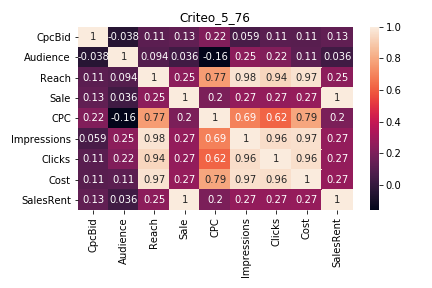 Criteo_5_76
CpcBid 1 -0.038 0.11 0.13 0.22 0.059 0.11 0.11 0.13
Audience -0.038 1 0.094 0.036 -0.16 0.25 0.22 0.11 0.036
Reach 0.11 0.094 1 0.25 0.77 0.98 0.94 0.97 0.25
Sale 0.13 0.036 0.25 1 0.2 0.27 0.27 0.27 1
CPC 0.22 -0.16 0.77 0.2 1 0.69 0.62 0.79 0.2
Impressions 0.059 0.25 0.98 0.27 0.69 1 0.96 0.97 0.27
Clicks 0.11 0.22 0.94 0.27 0.62 0.96 1 0.96 0.27
Cost 0.11 0.11 0.97 0.27 0.79 0.97 0.96 1 0.27
SalesRent 0.13 0.036 0.25 1 0.2 0.27 0.27 0.27 1
CpcBid Audience Reach Sale CPC Impressions Clicks Cost SalesRent
1.0
0.8
0.6
0.4
0.2
0.0